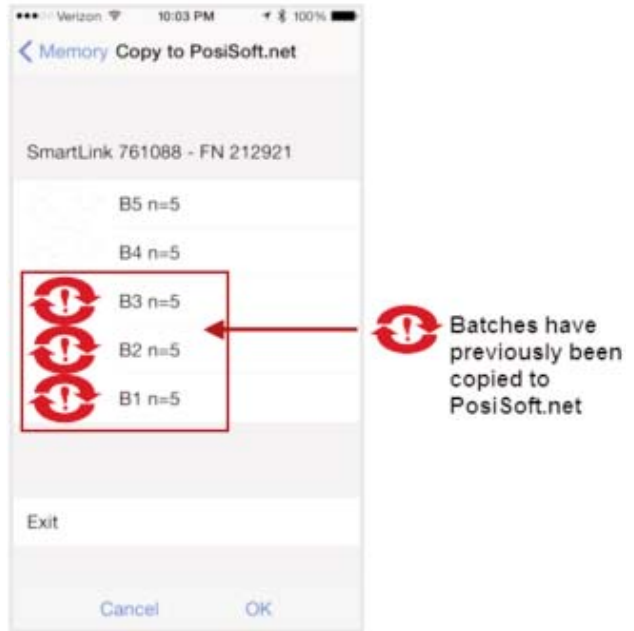 Verizon 10:03 PM 100%
Memory Copy to PosiSoft.net
SmartLink 761088 - FN 212921
B5 n=5
B4 n=5
B3 n=5
B2 n=5
B1 n=5
Exit
Cancel OK
Batches have
previously been
copied to
PosiSoft.net